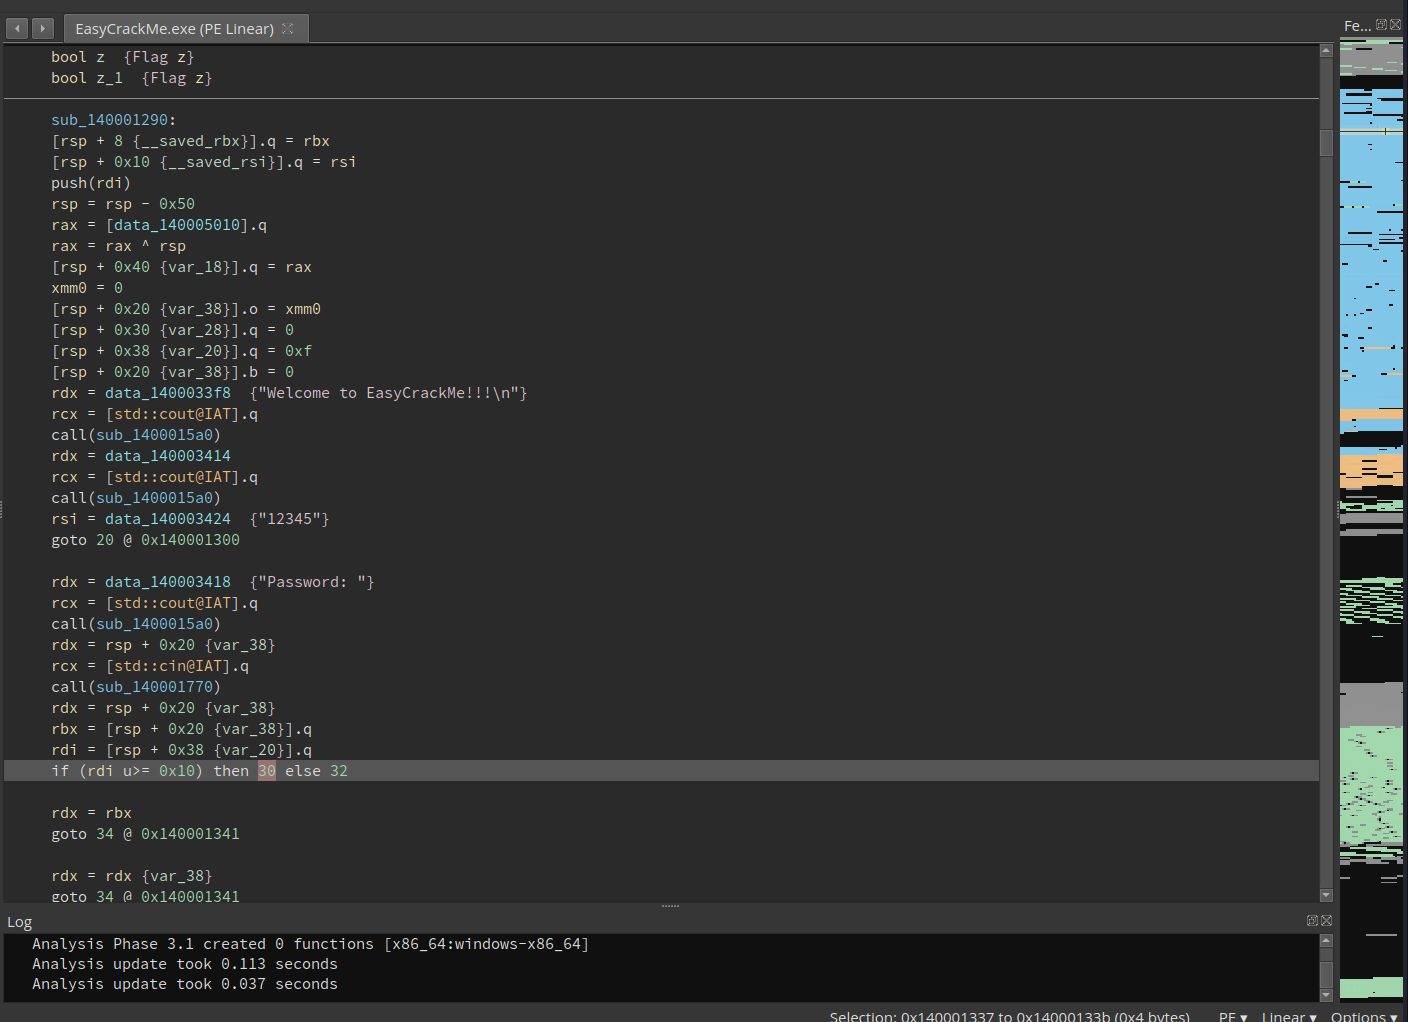 EasyCrackMe.exe (PE Linear)
Fe...
bool z  {Flag z}
bool z_1  {Flag z}
sub_140001290:
[rsp + 8 {__saved_rbx}].q = rbx
[rsp + 0x10 {__saved_rsi}].q = rsi
push(rdi)
rsp = rsp - 0x50
rax = [data_140005010].q
rax = rax ^ rsp
[rsp + 0x40 {var_18}].q = rax
xmm0 = 0
[rsp + 0x20 {var_38}].o = xmm0
[rsp + 0x30 {var_28}].q = 0
[rsp + 0x38 {var_20}].q = 0xf
[rsp + 0x20 {var_38}].b = 0
rdx = data_1400033f8  {"Welcome to EasyCrackMe!!!\n"}
rcx = [std::cout@IAT].q
call(sub_1400015a0)
rdx = data_140003414
rcx = [std::cout@IAT].q
call(sub_1400015a0)
rsi = data_140003424  {"12345"}
goto 20 @ 0x140001300
rdx = data_140003418  {"Password: "}
rcx = [std::cout@IAT].q
call(sub_1400015a0)
rdx = rsp + 0x20 {var_38}
rcx = [std::cin@IAT].q
call(sub_140001770)
rdx = rsp + 0x20 {var_38}
rbx = [rsp + 0x20 {var_38}].q
rdi = [rsp + 0x38 {var_20}].q
if (rdi u>= 0x10) then 30 else 32
rdx = rbx
goto 34 @ 0x140001341
rdx = rdx {var_38}
goto 34 @ 0x140001341
Log
Analysis Phase 3.1 created 0 functions [x86_64:windows-x86_64]
Analysis update took 0.113 seconds
Analysis update took 0.037 seconds
Selection: 0x140001337 to 0x14000133b (0x4 bytes)
PE ▾
Linear ▾
Options ▾